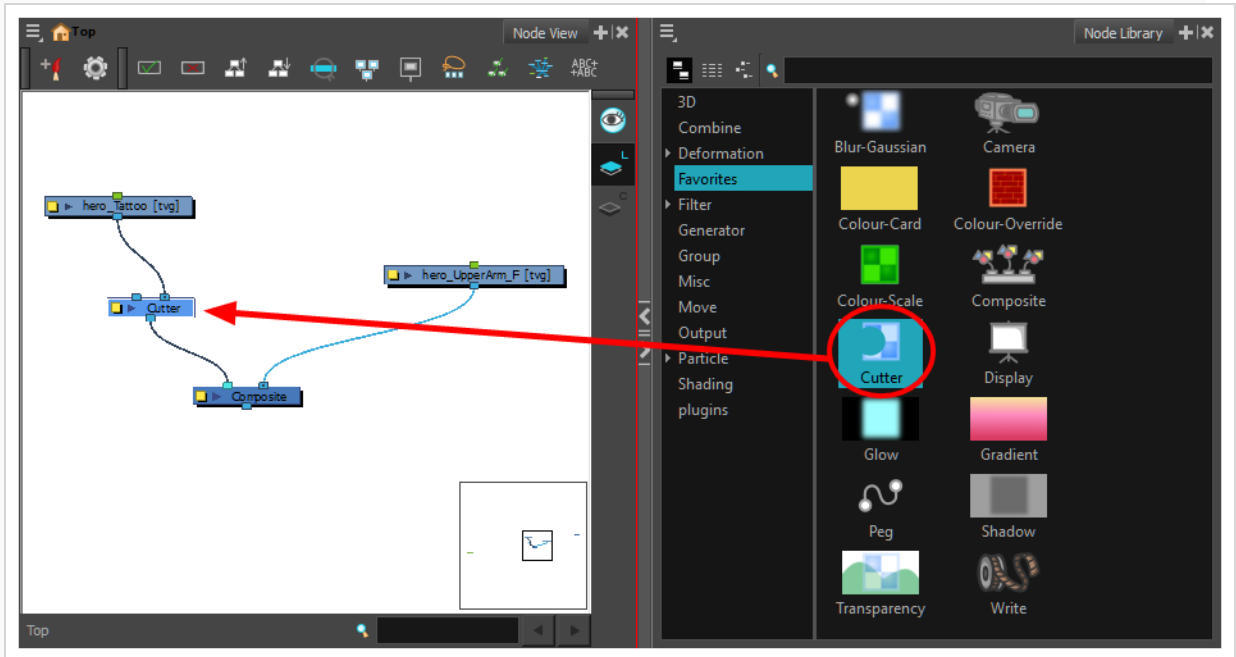 Top
Node View
ABC+
+ABC
L
C
hero_Tattoo [tvg]
hero_UpperArm_F [tvg]
Cutter
Composite
Top
Node Library
3D
Combine
Deformation
Favorites
Filter
Generator
Group
Misc
Move
Output
Particle
Shading
plugins
Blur-Gaussian
Camera
Colour-Card
Colour-Override
Colour-Scale
Composite
Cutter
Display
Glow
Gradient
Peg
Shadow
Transparency
Write